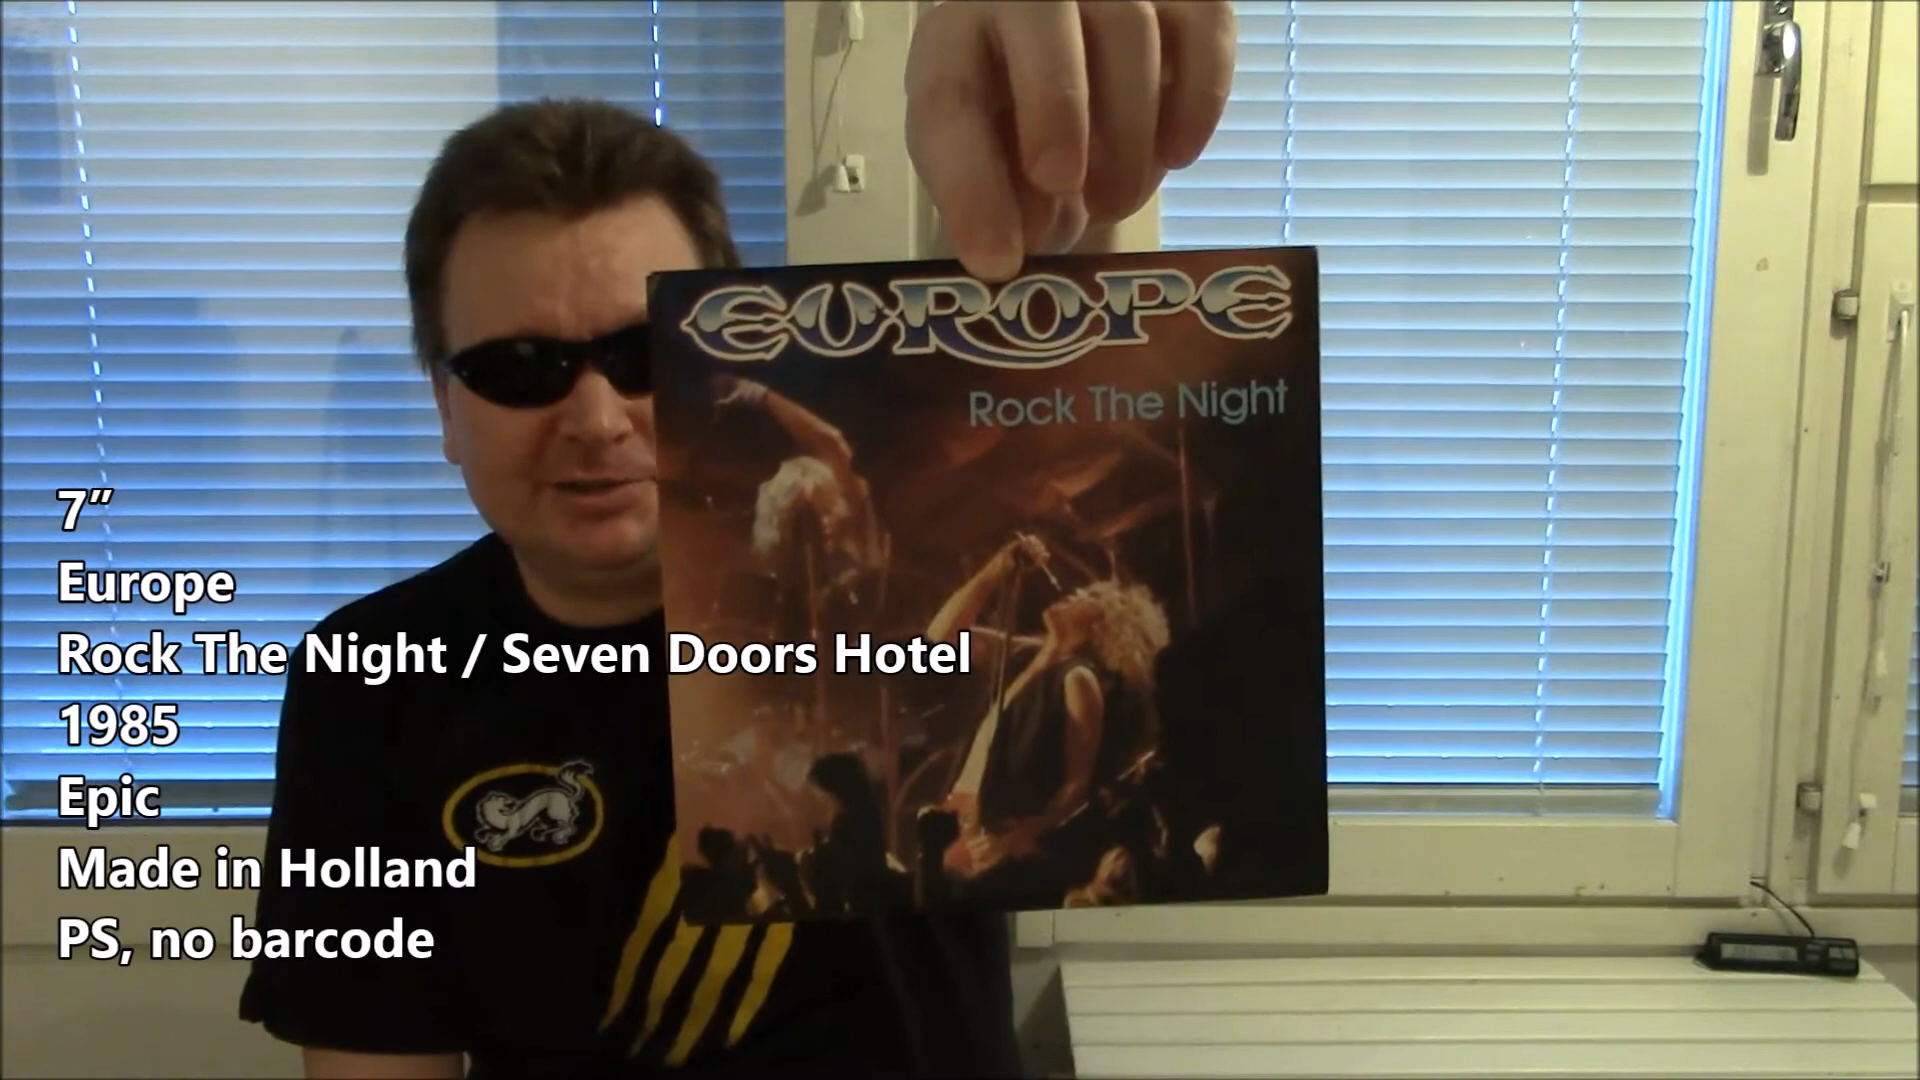 EUROPE
Rock The Night
7”
Europe
Rock The Night / Seven Doors Hotel
1985
Epic
Made in Holland
PS, no barcode